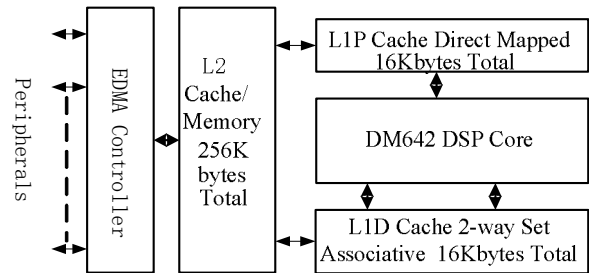 Peripherals
EDMA Controller
L2
Cache/
Memory
256K
bytes
Total
L1P Cache Direct Mapped
16Kbytes Total
DM642 DSP Core
L1D Cache 2-way Set
Associative 16Kbytes Total